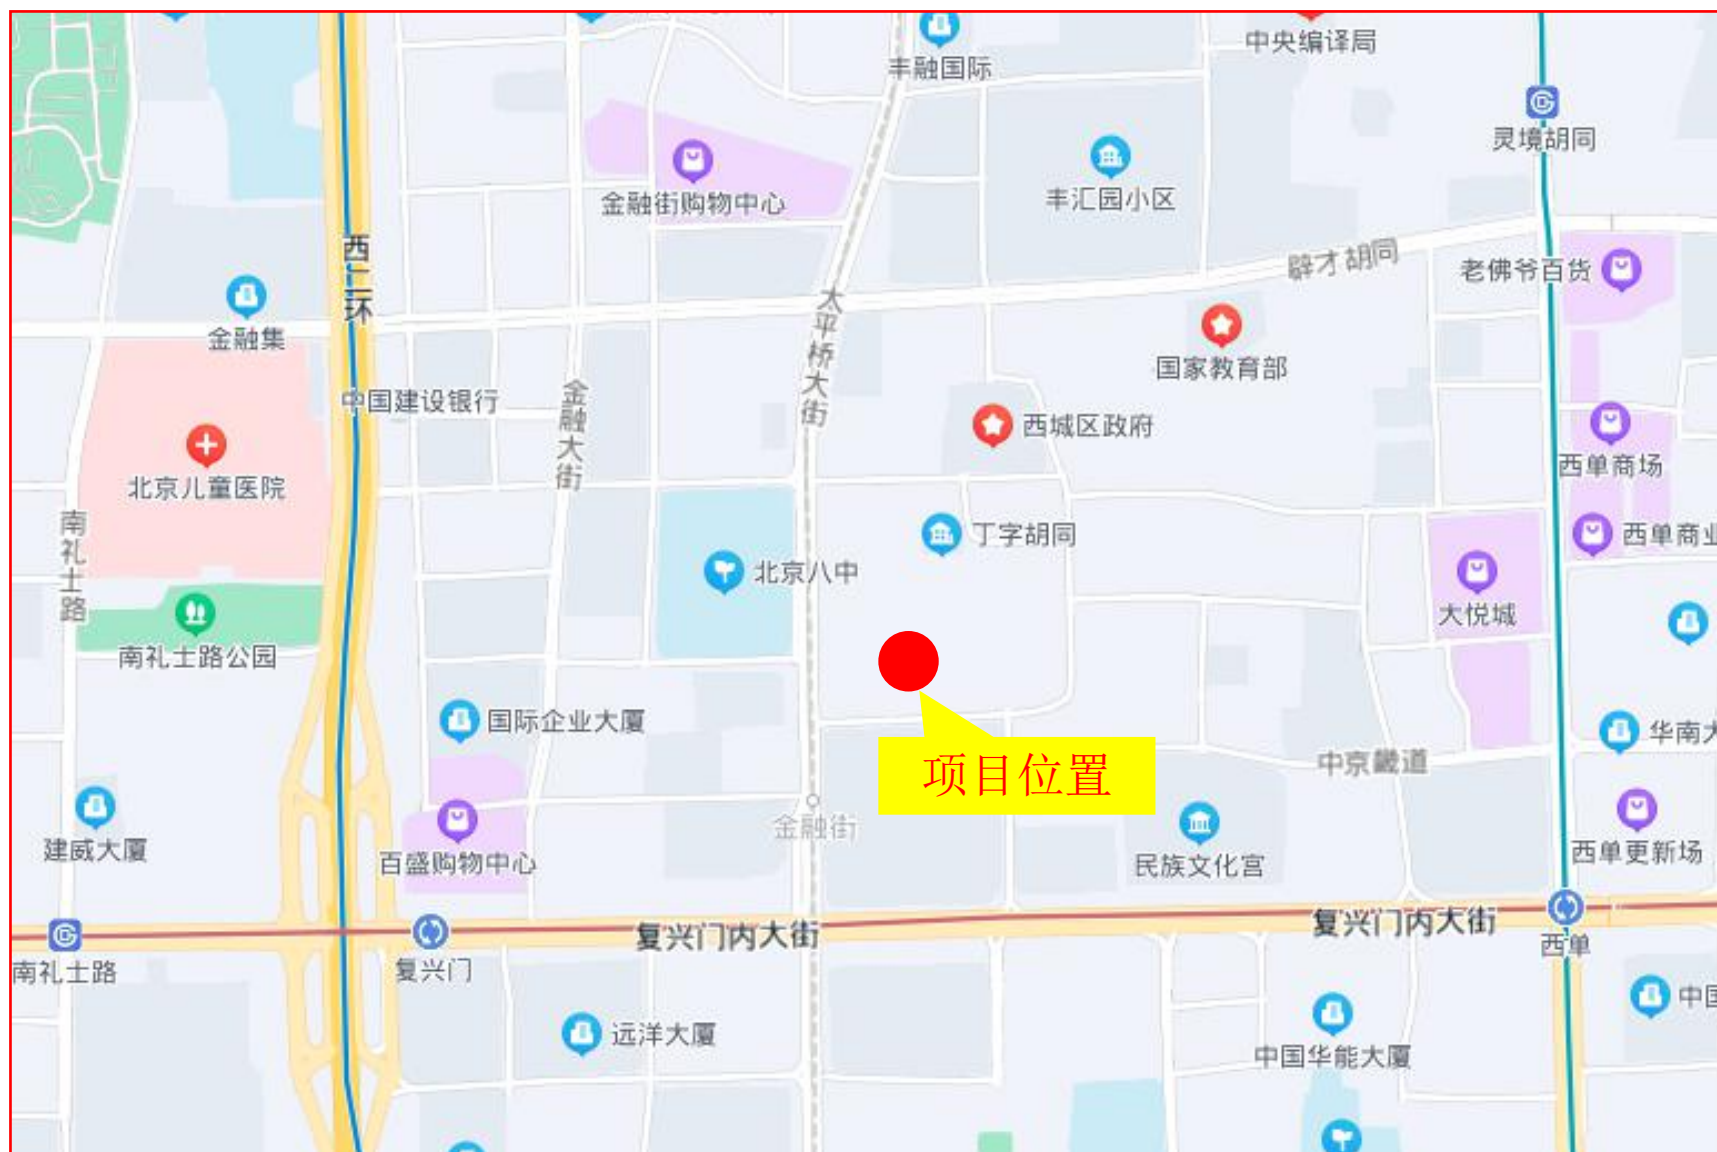 中央编译局
丰融国际
灵境胡同
金融街购物中心
丰汇园小区
西二环
辟才胡同
老佛爷百货
太平桥大街
金融集
国家教育部
中国建设银行
金融大街
西城区政府
西单商场
北京儿童医院
南礼士路
丁字胡同
西单商业
北京八中
大悦城
南礼士路公园
国际企业大厦
华南大
项目位置
中京畿道
金融街
建威大厦
百盛购物中心
民族文化宫
西单更新场
复兴门内大街
复兴门内大街
西单
南礼士路
复兴门
中国
远洋大厦
中国华能大厦